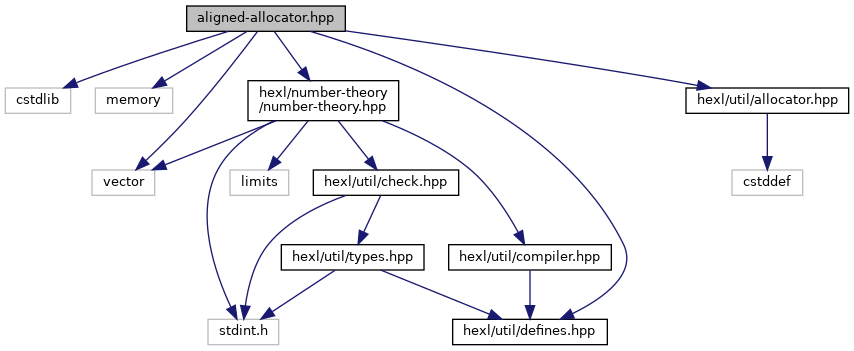 aligned-allocator.hpp
cstdlib
memory
hexl/number-theory
/number-theory.hpp
hexl/util/allocator.hpp
vector
limits
hexl/util/check.hpp
cstddef
hexl/util/types.hpp
hexl/util/compiler.hpp
stdint.h
hexl/util/defines.hpp